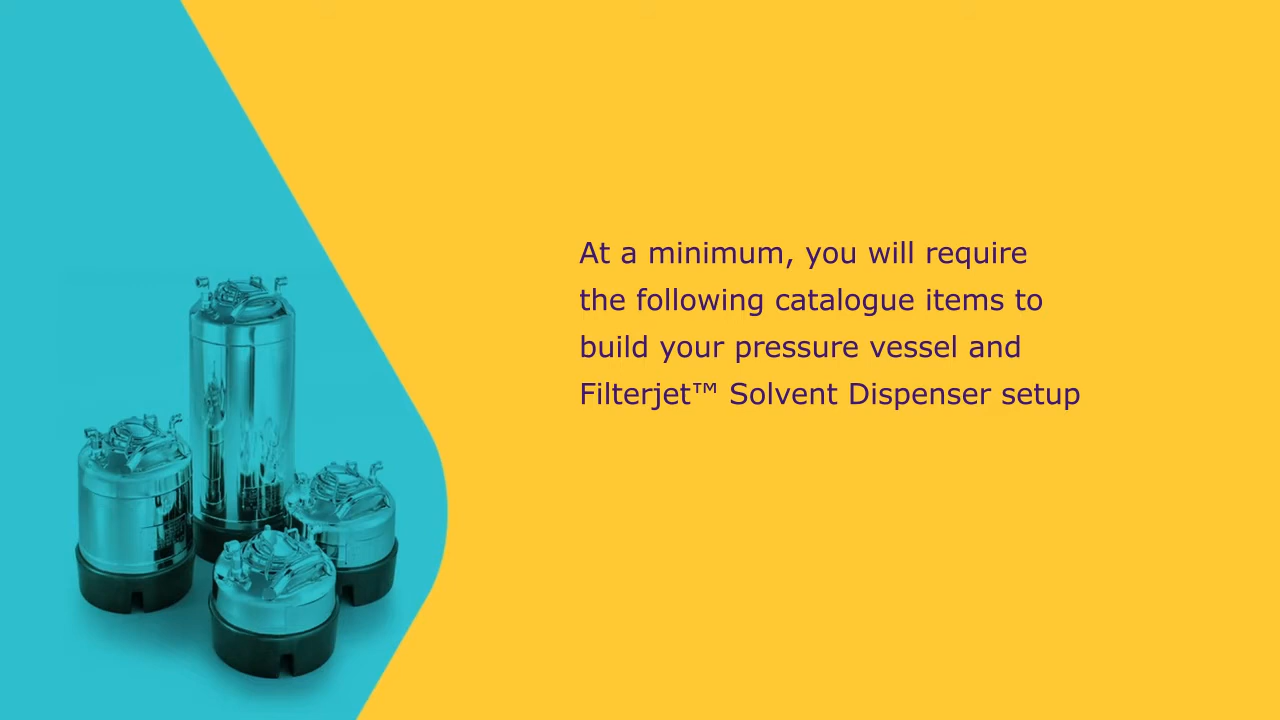 At a minimum, you will require
the following catalogue items to
build your pressure vessel and
Filterjet™ Solvent Dispenser setup